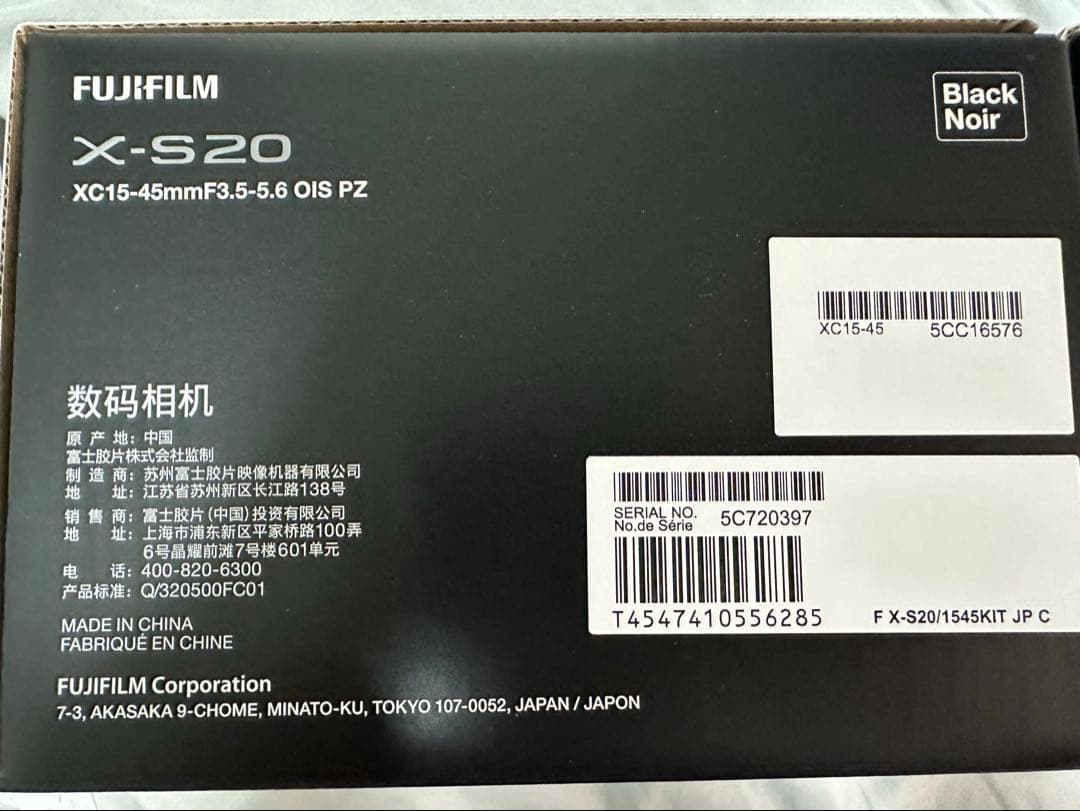 FUJIFILM
X-S20
XC15-45mmF3.5-5.6 OIS PZ
Black
Noir
XC15-45 5CC16576
数码相机
原 产 地：中国
富士胶片株式会社监制
制 造 商：苏州富士胶片映像机器有限公司
地 址：江苏省苏州新区长江路138号
销 售 商：富士胶片(中国)投资有限公司
地 址：上海市浦东新区平家桥路100弄
6号晶耀前滩7号楼601单元
电 话：400-820-6300
产品标准：Q/320500FC01
MADE IN CHINA
FABRIQUÉ EN CHINE
SERIAL NO.
No.de Série 5C720397
T4547410556285 F X-S20/1545KIT JP C
FUJIFILM Corporation
7-3, AKASAKA 9-CHOME, MINATO-KU, TOKYO 107-0052, JAPAN / JAPON